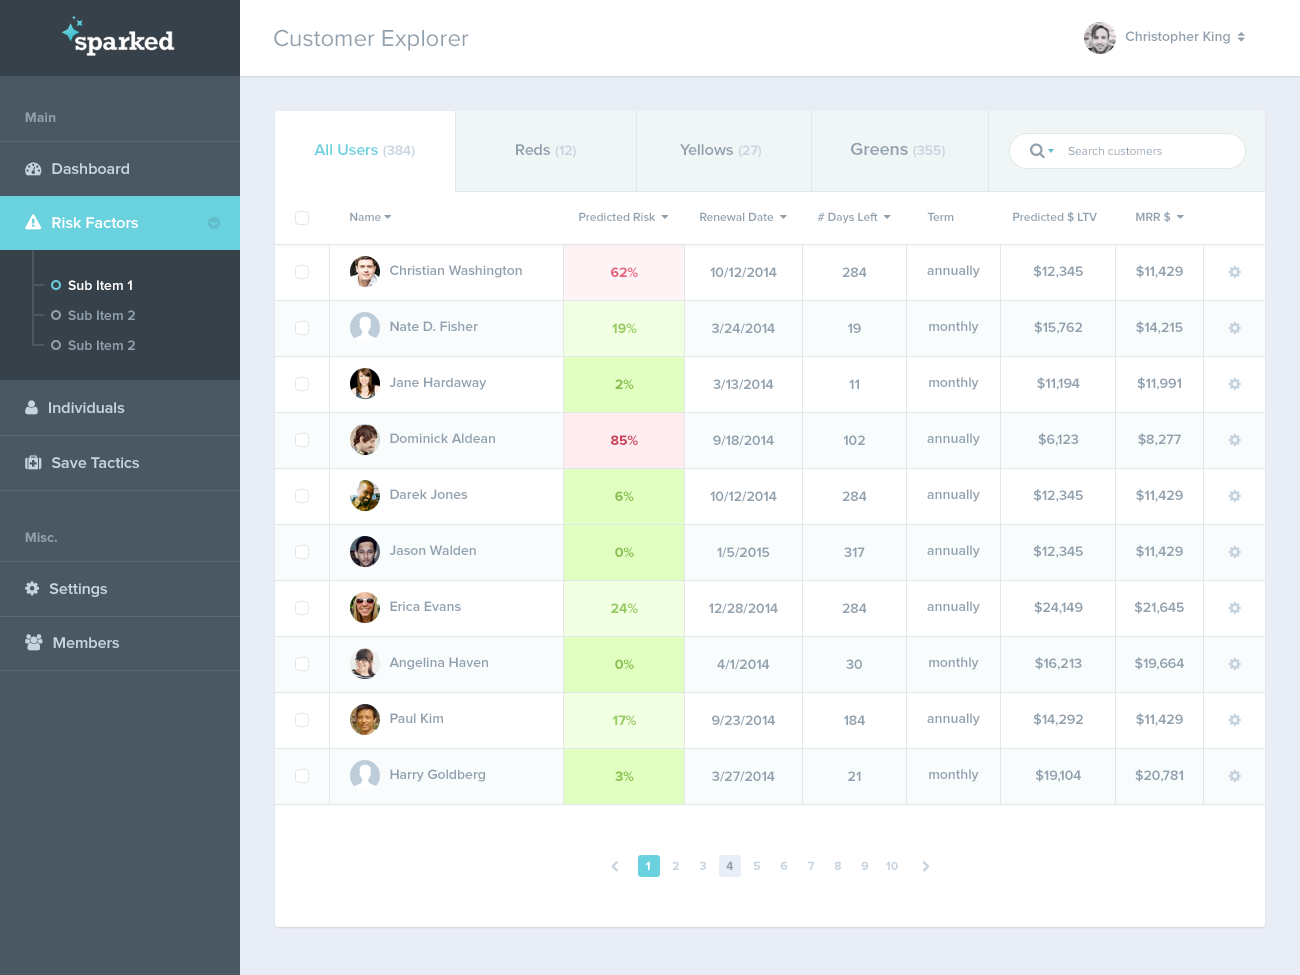 sparked
Customer Explorer
Christopher King
Main
Dashboard
Risk Factors
Sub Item 1
Sub Item 2
Sub Item 2
Individuals
Save Tactics
Misc.
Settings
Members
All Users (384) Reds (12) Yellows (27) Greens (355) Search customers
Name Predicted Risk Renewal Date # Days Left Term Predicted $ LTV MRR $
Christian Washington 62% 10/12/2014 284 annually $12,345 $11,429
Nate D. Fisher 19% 3/24/2014 19 monthly $15,762 $14,215
Jane Hardaway 2% 3/13/2014 11 monthly $11,194 $11,991
Dominick Aldean 85% 9/18/2014 102 annually $6,123 $8,277
Darek Jones 6% 10/12/2014 284 annually $12,345 $11,429
Jason Walden 0% 1/5/2015 317 annually $12,345 $11,429
Erica Evans 24% 12/28/2014 284 annually $24,149 $21,645
Angelina Haven 0% 4/1/2014 30 monthly $16,213 $19,664
Paul Kim 17% 9/23/2014 184 annually $14,292 $11,429
Harry Goldberg 3% 3/27/2014 21 monthly $19,104 $20,781
1 2 3 4 5 6 7 8 9 10